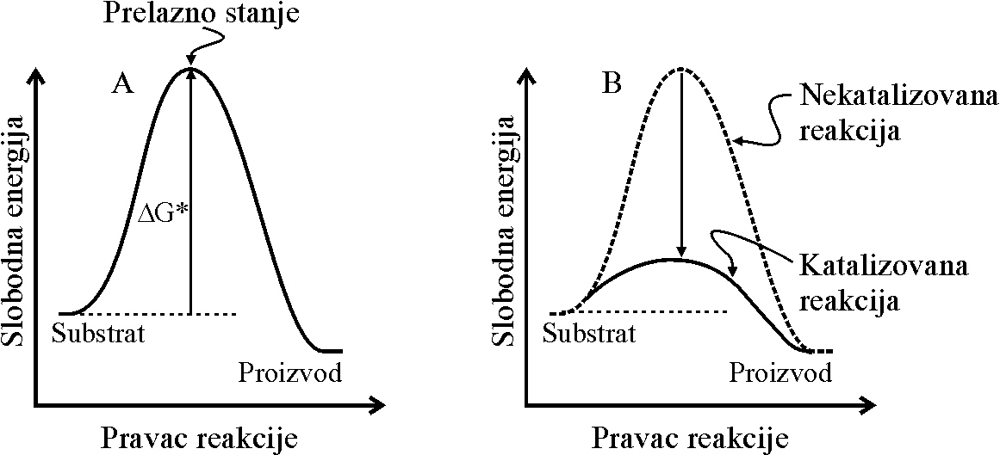 Prelazno stanje
A
Slobodna energija
ΔG*
Substrat
Proizvod
Pravac reakcije
B
Nekatalizovana
reakcija
Slobodna energija
Katalizovana
reakcija
Substrat
Proizvod
Pravac reakcije